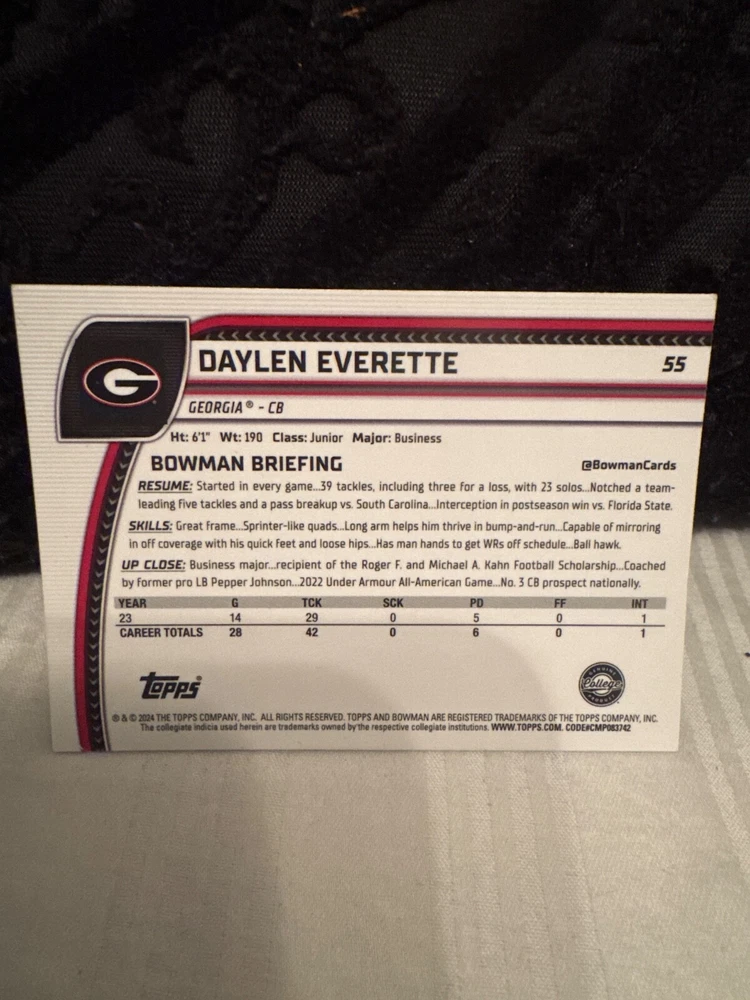 G
DAYLEN EVERETTE 55
GEORGIA® - CB
Ht: 6'1" Wt: 190 Class: Junior Major: Business
BOWMAN BRIEFING @BowmanCards
RESUME: Started in every game...39 tackles, including three for a loss, with 23 solos...Notched a team-
leading five tackles and a pass breakup vs. South Carolina...Interception in postseason win vs. Florida State.
SKILLS: Great frame...Sprinter-like quads...Long arm helps him thrive in bump-and-run...Capable of mirroring
in off coverage with his quick feet and loose hips...Has man hands to get WRs off schedule...Ball hawk.
UP CLOSE: Business major...recipient of the Roger F. and Michael A. Kahn Football Scholarship...Coached
by former pro LB Pepper Johnson...2022 Under Armour All-American Game...No. 3 CB prospect nationally.
YEAR G TCK SCK PD FF INT
23 14 29 0 5 0 1
CAREER TOTALS 28 42 0 6 0 1
Topps®
GENUINE
College
PRODUCT
® & © 2024 THE TOPPS COMPANY, INC. ALL RIGHTS RESERVED. TOPPS AND BOWMAN ARE REGISTERED TRADEMARKS OF THE TOPPS COMPANY, INC.
The collegiate indicia used herein are trademarks owned by the respective collegiate institutions. WWW.TOPPS.COM. CODE#CMP083742